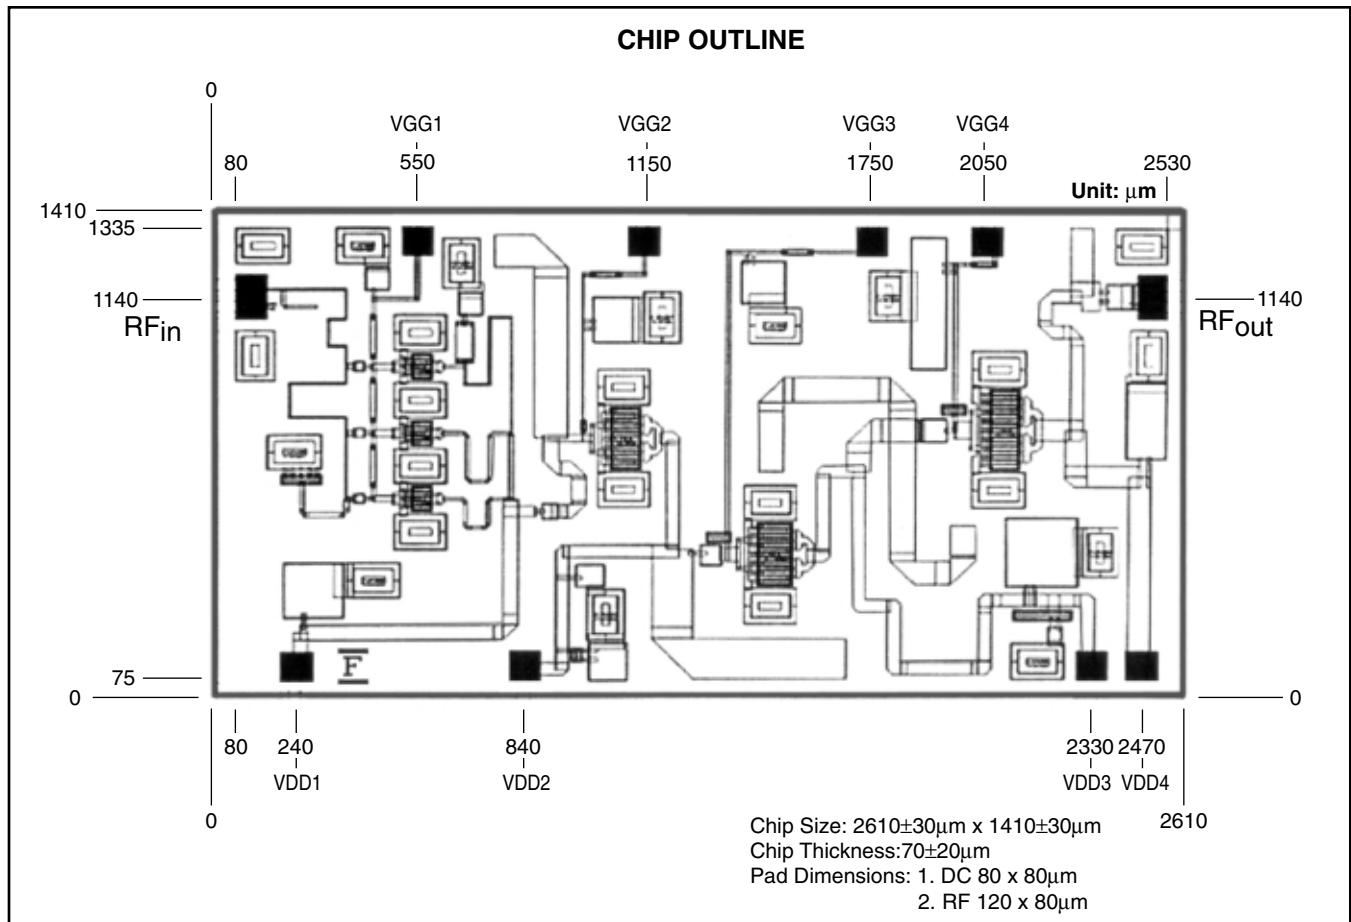 CHIP OUTLINE
0
VGG1 VGG2 VGG3 VGG4
80 550 1150 1750 2050 2530
Unit: μm
1410
1335
1140 1140
RFin RFout
F
75
0 0
80 240 840 2330 2470
VDD1 VDD2 VDD3 VDD4
0 2610
Chip Size: 2610±30μm x 1410±30μm
Chip Thickness:70±20μm
Pad Dimensions: 1. DC 80 x 80μm
2. RF 120 x 80μm